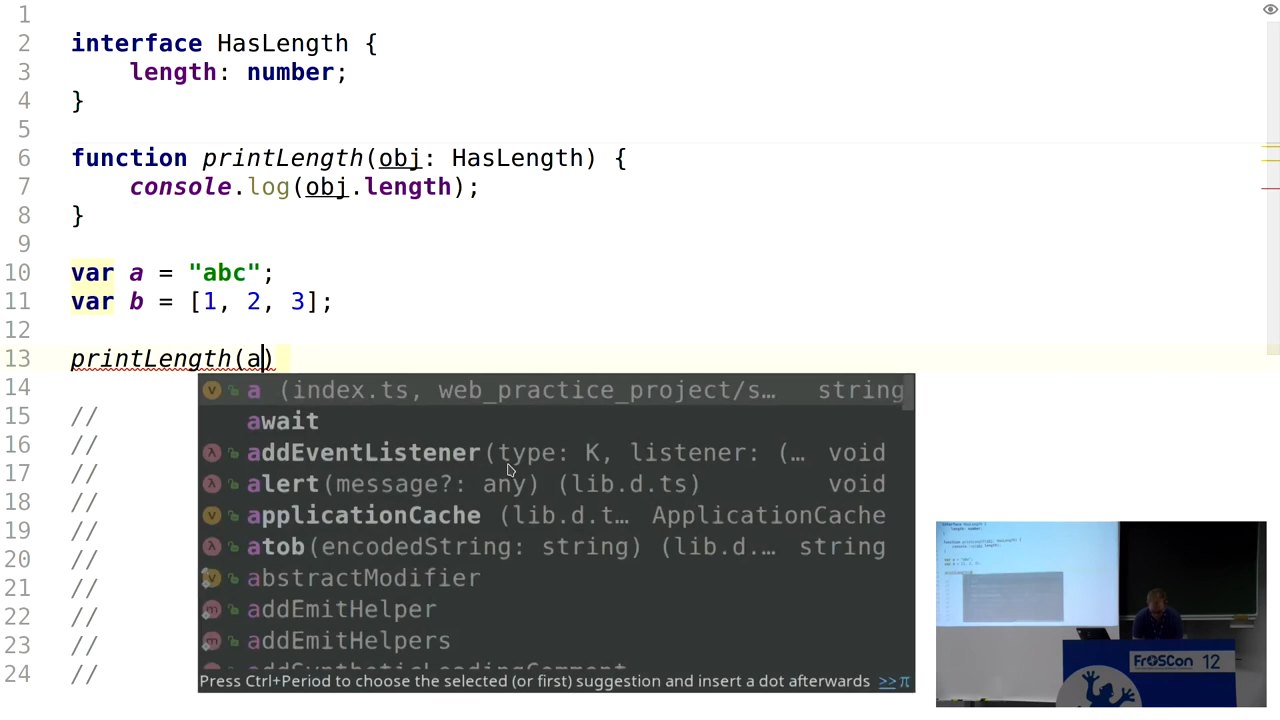 1
2 interface HasLength {
3 length: number;
4 }
5
6 function printLength(obj: HasLength) {
7 console.log(obj.length);
8 }
9
10 var a = "abc";
11 var b = [1, 2, 3];
12
13 printLength(a)
14
15 //
16 //
17 //
18 //
19 //
20 //
21 //
22 //
23 //
24 //
v a (index.ts, web_practice_project/s… string
await
λ addEventListener(type: K, listener: (… void
λ alert(message?: any) (lib.d.ts) void
v applicationCache (lib.d.t… ApplicationCache
λ atob(encodedString: string) (lib.d.… string
v abstractModifier
m addEmitHelper
m addEmitHelpers
addSyntheticLeadingComment
Press Ctrl+Period to choose the selected (or first) suggestion and insert a dot afterwards >> π
FrOSCon 12